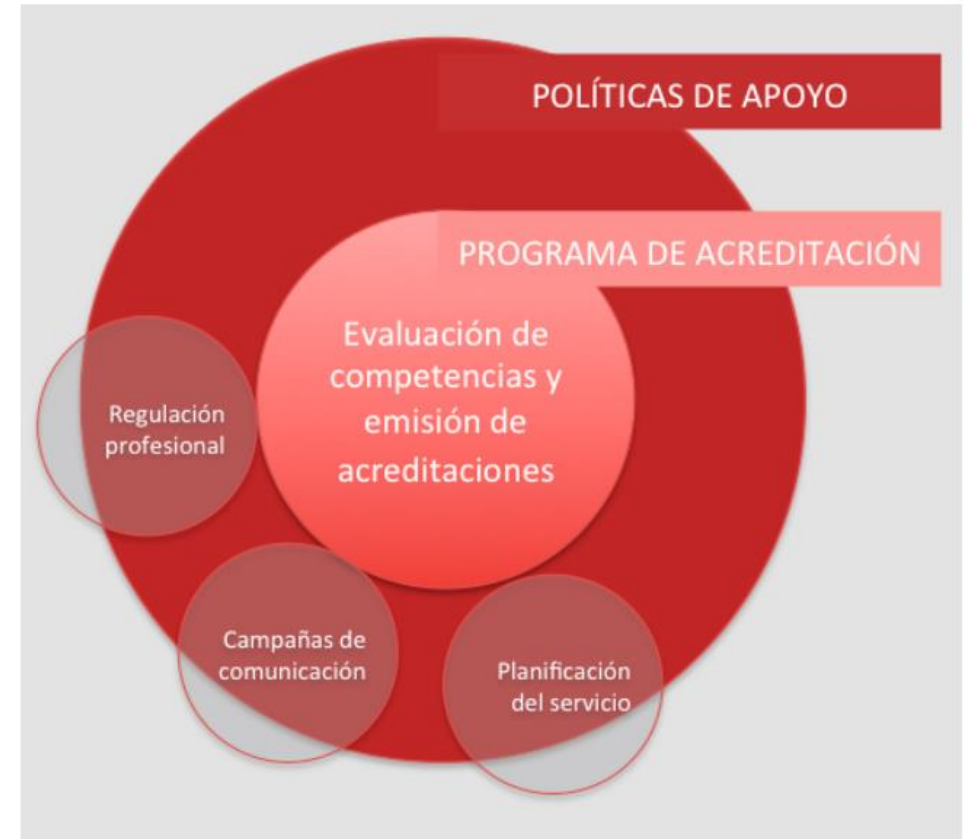 POLÍTICAS DE APOYO
PROGRAMA DE ACREDITACIÓN
Evaluación de
competencias y
emisión de
acreditaciones
Regulación
profesional
Campañas de
comunicación
Planificación
del servicio